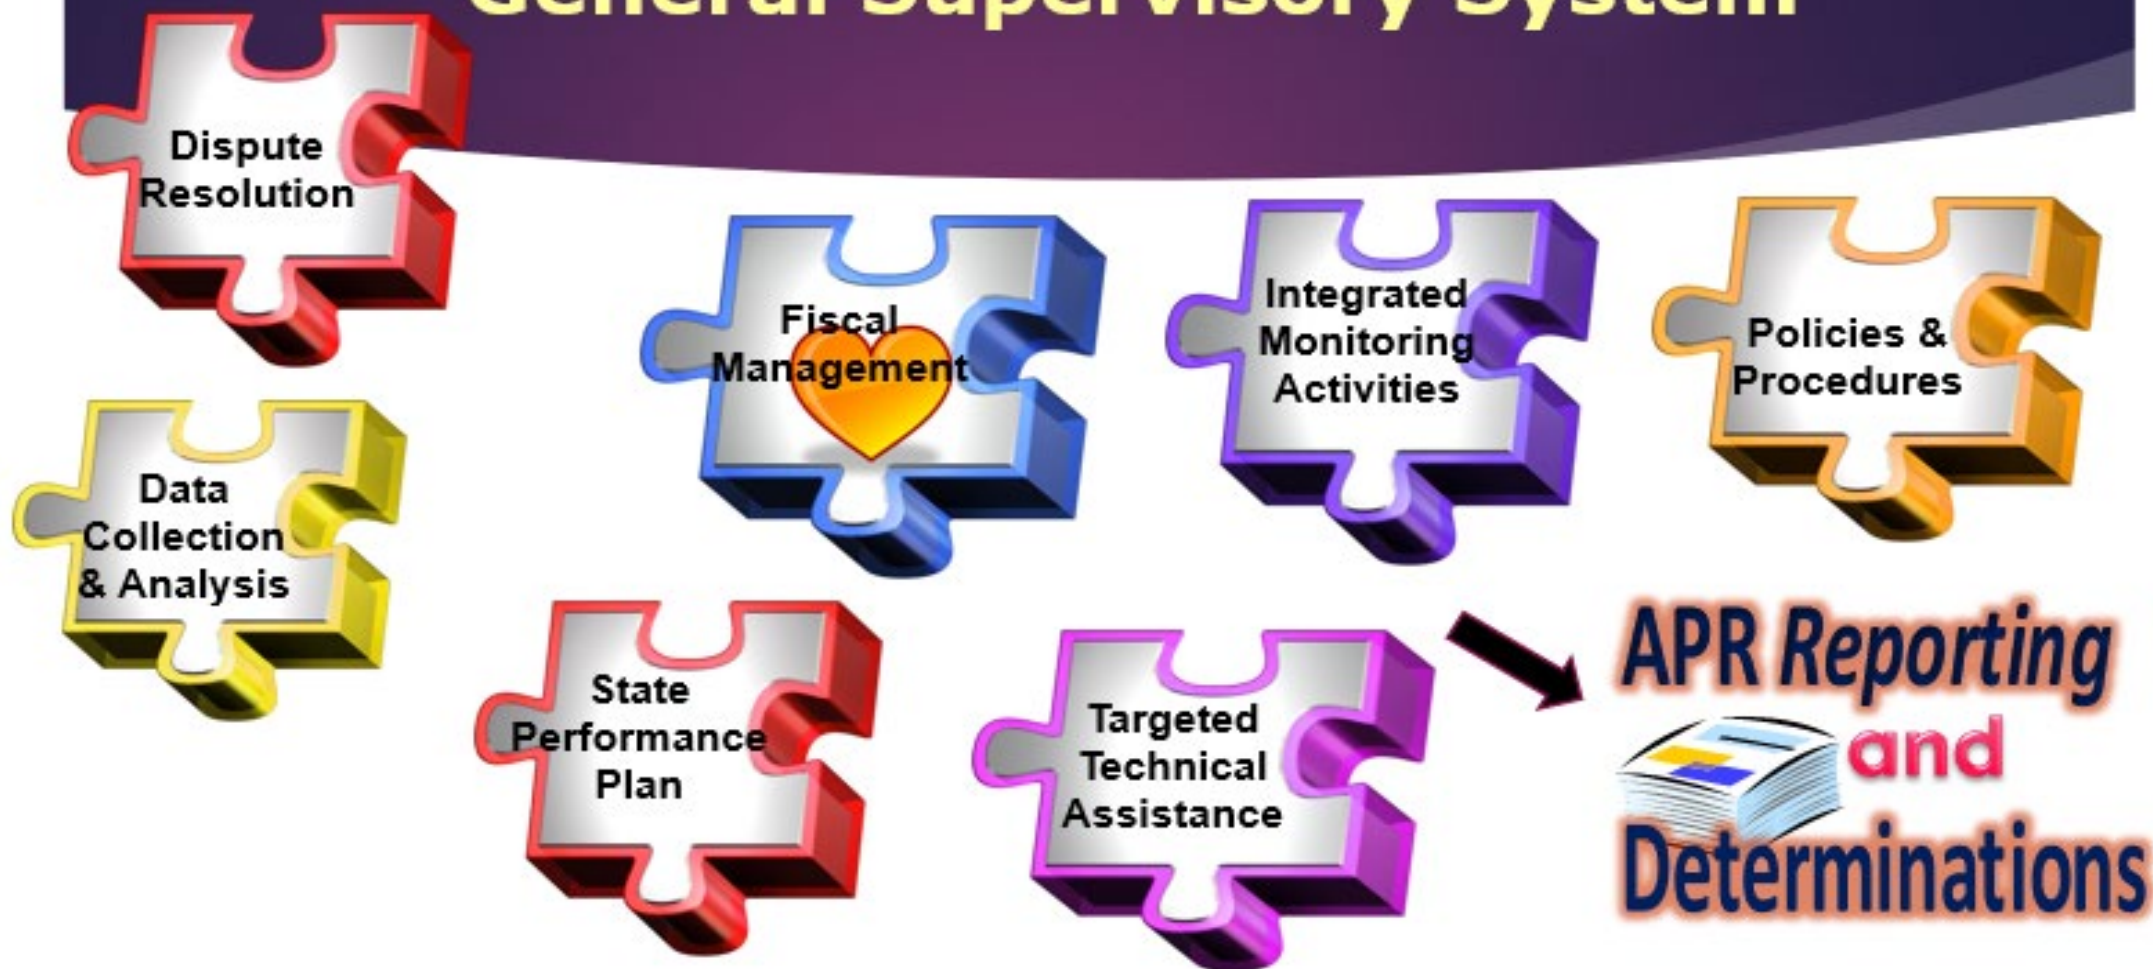 General Supervisory System
Dispute
Resolution
Fiscal
Management
Integrated
Monitoring
Activities
Policies &
Procedures
Data
Collection
& Analysis
State
Performance
Plan
Targeted
Technical
Assistance
APR Reporting
and
Determinations